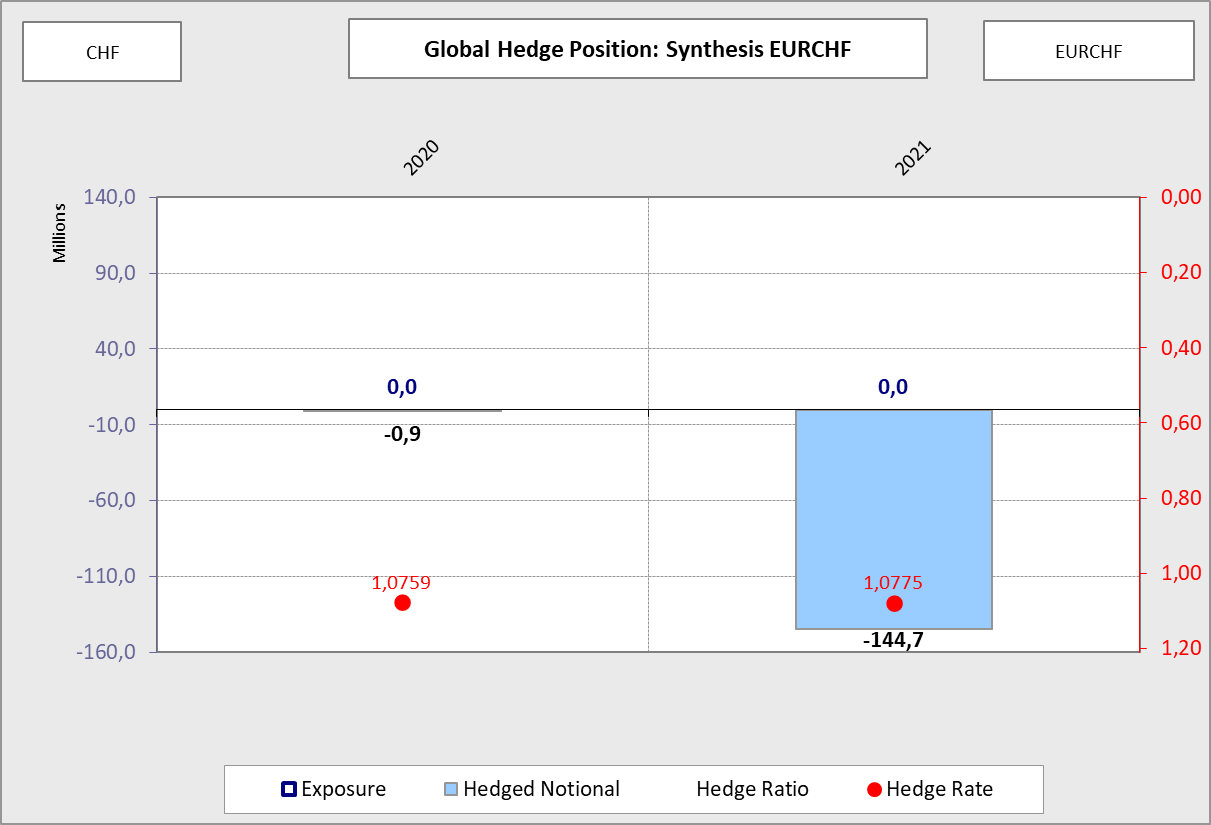 CHF
Global Hedge Position: Synthesis EURCHF
EURCHF
2020
2021
Millions
140,0
90,0
40,0
-10,0
-60,0
-110,0
-160,0
0,0
0,0
-0,9
-144,7
1,0759
1,0775
0,00
0,20
0,40
0,60
0,80
1,00
1,20
Exposure
Hedged Notional
Hedge Ratio
Hedge Rate